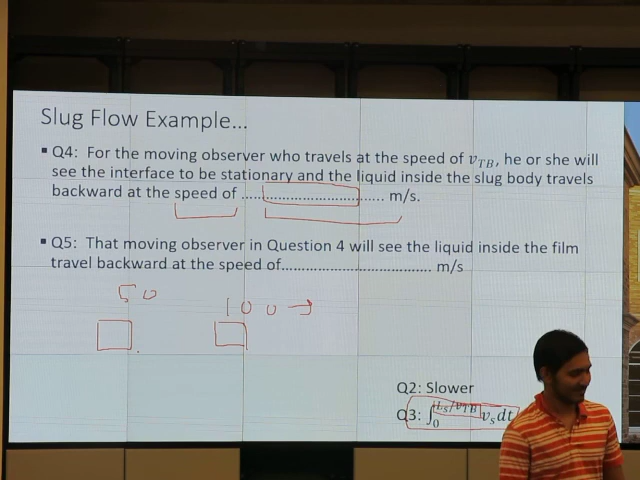 Slug Flow Example...
▪ Q4: For the moving observer who travels at the speed of v_TB, he or she will
see the interface to be stationary and the liquid inside the slug body travels
backward at the speed of .................................. m/s.
▪ Q5: That moving observer in Question 4 will see the liquid inside the film
travel backward at the speed of.................................... m/s
50
100 →
Q2: Slower
Q3: ∫₀^{L_s/v_TB} v_s dt